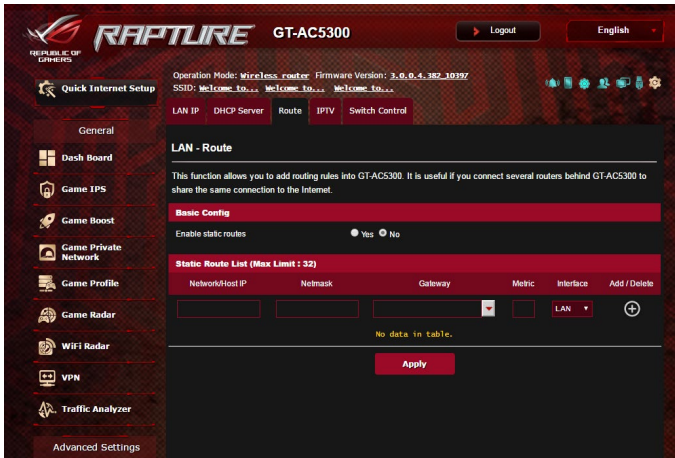 REPUBLIC OF
GAMERS
RAPTURE
GT-AC5300
Logout
English
Quick Internet Setup
General
Dash Board
Game IPS
Game Boost
Game Private
Network
Game Profile
Game Radar
WiFi Radar
VPN
Traffic Analyzer
Advanced Settings
Operation Mode: Wireless router Firmware Version: 3.0.0.4.382_10397
SSID: Welcome to... Welcome to... Welcome to...
LAN IP DHCP Server Route IPTV Switch Control
LAN - Route
This function allows you to add routing rules into GT-AC5300. It is useful if you connect several routers behind GT-AC5300 to
share the same connection to the Internet.
Basic Config
Enable static routes Yes No
Static Route List (Max Limit : 32)
Network/Host IP Netmask Gateway Metric Interface Add / Delete
LAN
No data in table.
Apply